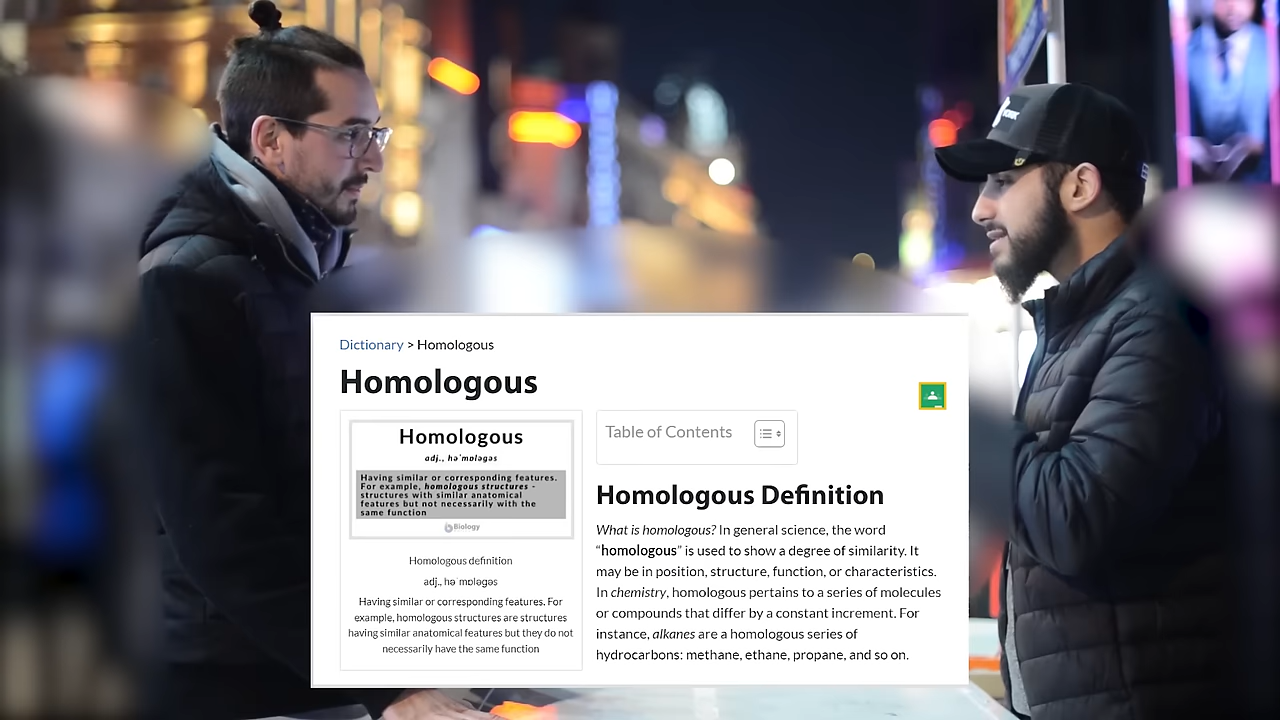 Dictionary > Homologous
Homologous
Homologous
adj., həˈmɒləgəs
Having similar or corresponding features.
For example, homologous structures -
structures with similar anatomical
features but not necessarily with the
same function
Biology
Homologous definition
adj., həˈmɒləgəs
Having similar or corresponding features. For
example, homologous structures are structures
having similar anatomical features but they do not
necessarily have the same function
Table of Contents
Homologous Definition
What is homologous? In general science, the word
“homologous” is used to show a degree of similarity. It
may be in position, structure, function, or characteristics.
In chemistry, homologous pertains to a series of molecules
or compounds that differ by a constant increment. For
instance, alkanes are a homologous series of
hydrocarbons: methane, ethane, propane, and so on.